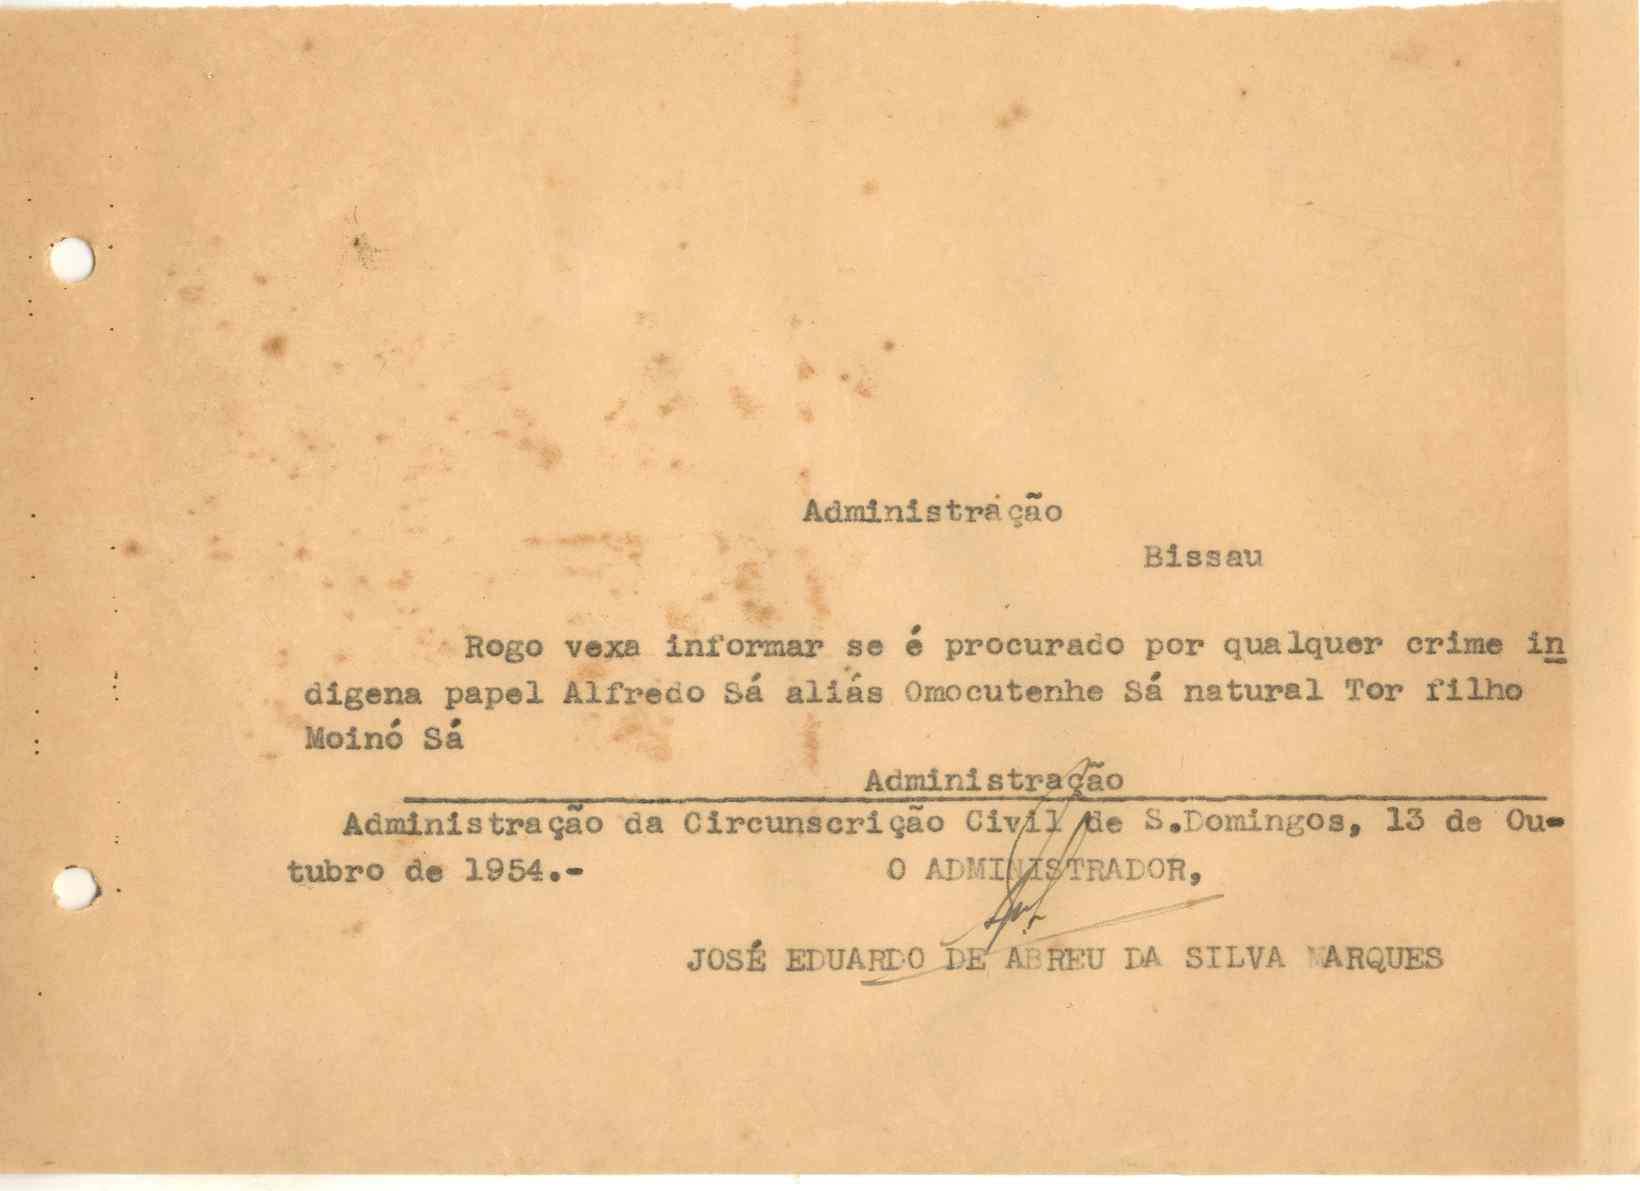 Administração
Bissau
Rogo vexa informar se é procurado por qualquer crime in
digena papel Alfredo Sá aliás Omocutenhe Sá natural Tor filho
Moinó Sá
Administração
Administração da Circunscrição Civil de S.Domingos, 13 de Ou-
tubro de 1954.- O ADMINISTRADOR,
JOSÉ EDUARDO DE ABREU DA SILVA MARQUES